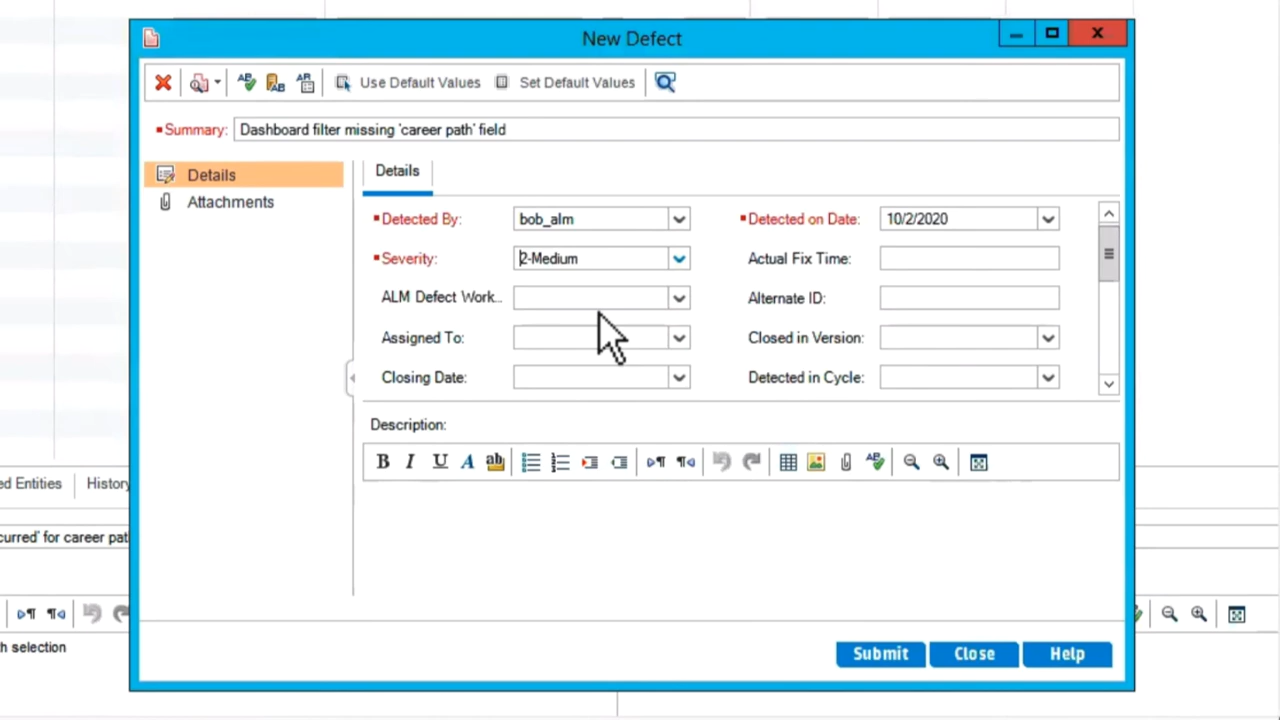 New Defect
Use Default Values Set Default Values
Summary: Dashboard filter missing 'career path' field
Details
Attachments
Details
Detected By: bob_alm Detected on Date: 10/2/2020
Severity: 2-Medium Actual Fix Time:
ALM Defect Work... Alternate ID:
Assigned To: Closed in Version:
Closing Date: Detected in Cycle:
Description:
B I U A ab
ed Entities History
curred' for career pat
h selection
Submit Close Help